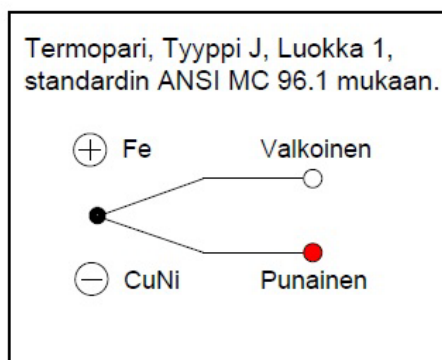 Termopari, Tyyppi J, Luokka 1,
standardin ANSI MC 96.1 mukaan.
+ Fe Valkoinen
− CuNi Punainen